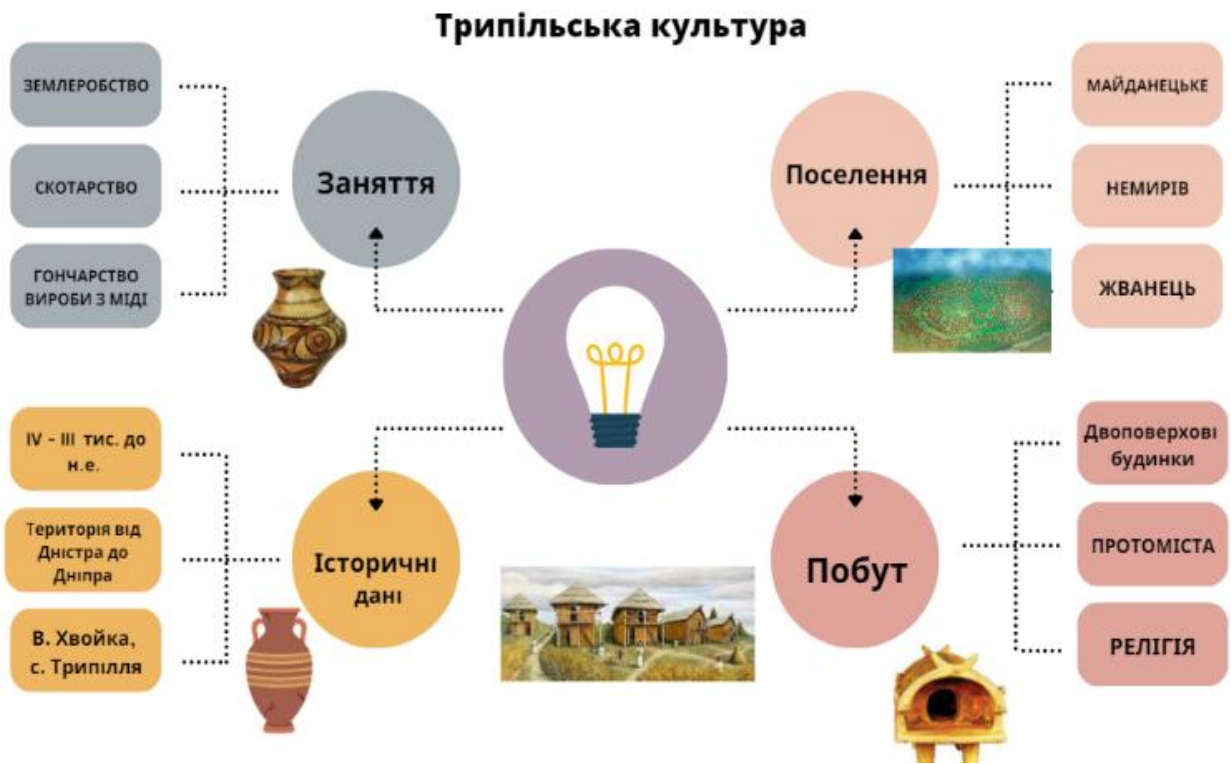 Трипільська культура
ЗЕМЛЕРОБСТВО
СКОТАРСТВО
ГОНЧАРСТВО
ВИРОБИ З МІДІ
Заняття
Поселення
МАЙДАНЕЦЬКЕ
НЕМИРІВ
ЖВАНЕЦЬ
IV - III тис. до
н.е.
Територія від
Дністра до
Дніпра
В. Хвойка,
с. Трипілля
Історичні
дані
Побут
Двоповерхові
будинки
ПРОТОМІСТА
РЕЛІГІЯ